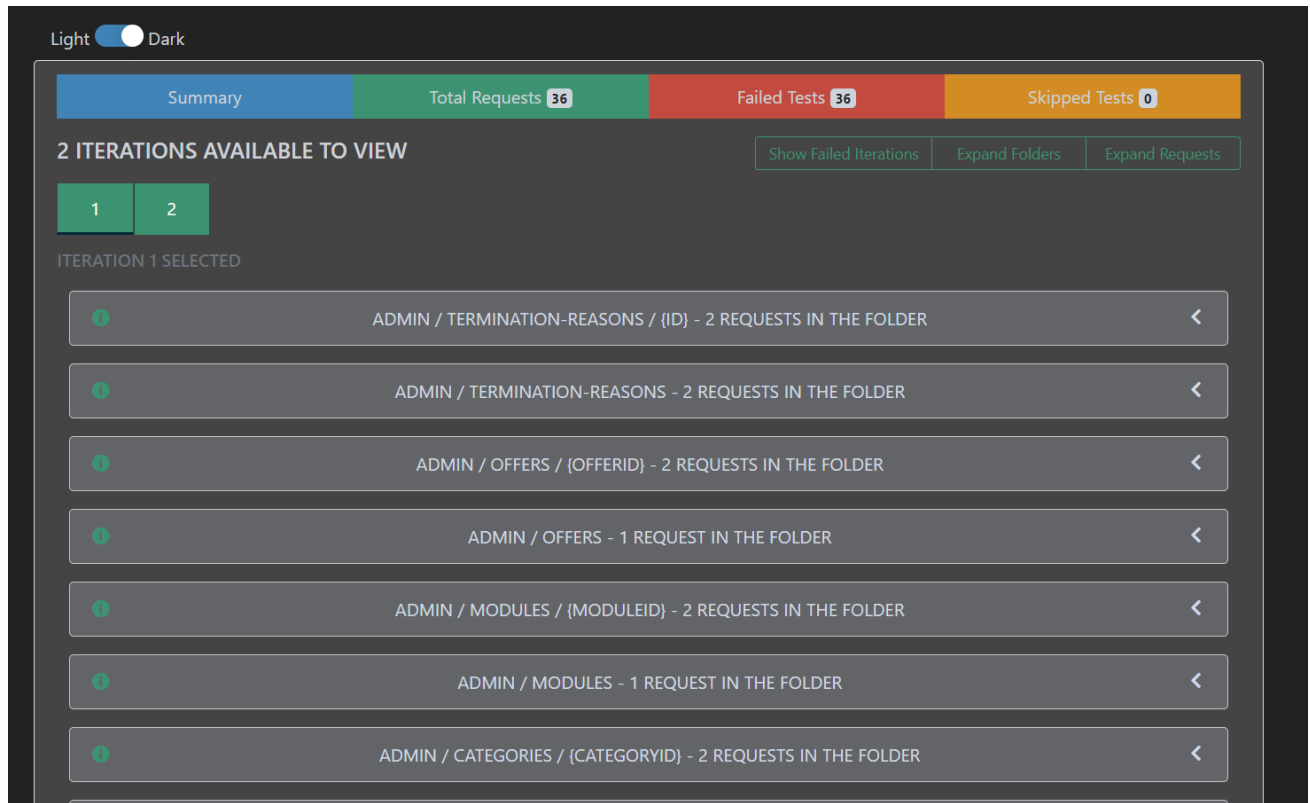 Light Dark
Summary
Total Requests 36
Failed Tests 36
Skipped Tests 0
2 ITERATIONS AVAILABLE TO VIEW
Show Failed Iterations
Expand Folders
Expand Requests
1
2
ITERATION 1 SELECTED
ADMIN / TERMINATION-REASONS / {ID} - 2 REQUESTS IN THE FOLDER
ADMIN / TERMINATION-REASONS - 2 REQUESTS IN THE FOLDER
ADMIN / OFFERS / {OFFERID} - 2 REQUESTS IN THE FOLDER
ADMIN / OFFERS - 1 REQUEST IN THE FOLDER
ADMIN / MODULES / {MODULEID} - 2 REQUESTS IN THE FOLDER
ADMIN / MODULES - 1 REQUEST IN THE FOLDER
ADMIN / CATEGORIES / {CATEGORYID} - 2 REQUESTS IN THE FOLDER